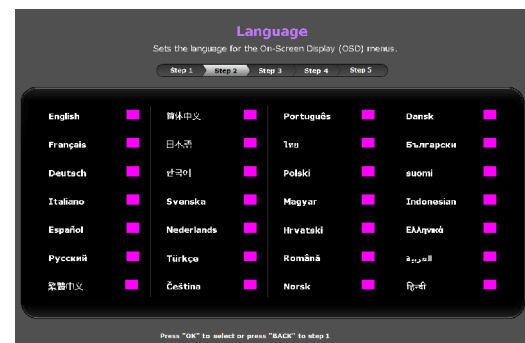 Language
Sets the language for the On-Screen Display (OSD) menus.
Step 1 Step 2 Step 3 Step 4 Step 5
English 简体中文 Português Dansk
Français 日本語 ไทย Български
Deutsch 한국어 Polski suomi
Italiano Svenska Magyar Indonesian
Español Nederlands Hrvatski Ελληνικά
Русский Türkçe Română العربية
繁體中文 Čeština Norsk हिन्दी
Press "OK" to select or press "BACK" to step 1